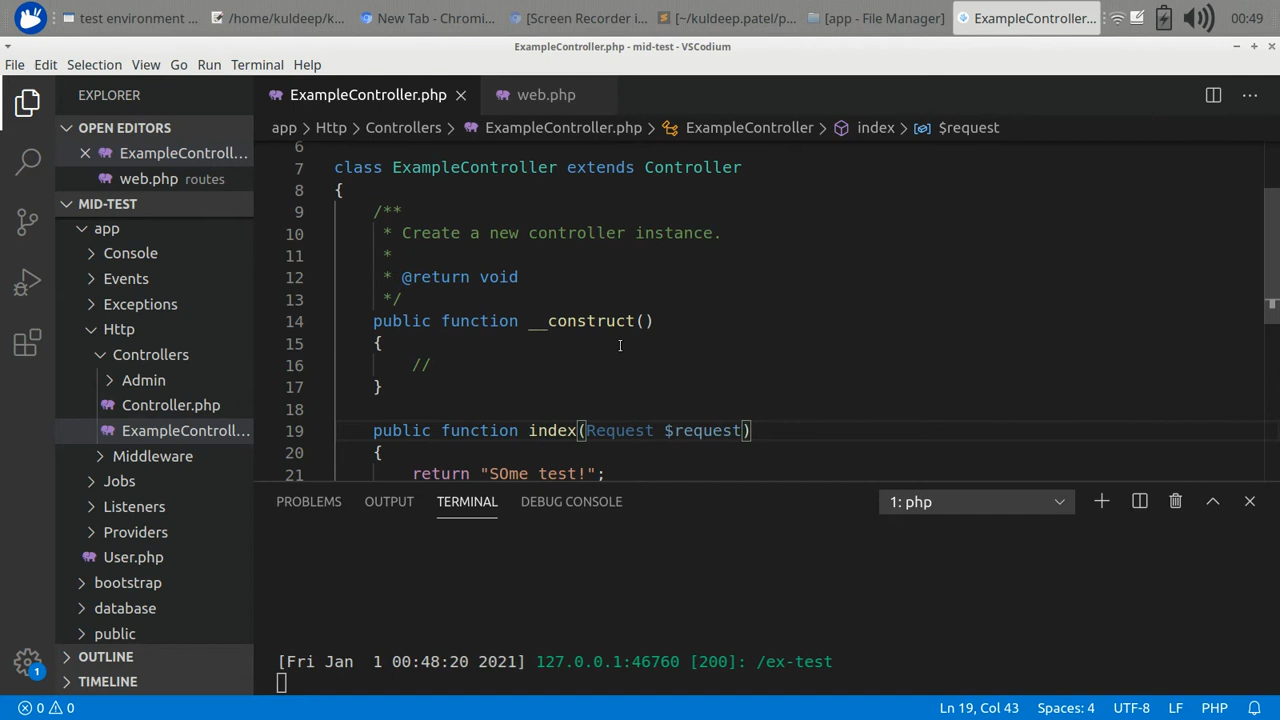 test environment ...
/home/kuldeep/k...
New Tab - Chromi...
[Screen Recorder i...
[~/kuldeep.patel/p...
[app - File Manager]
ExampleController...
00:49
ExampleController.php - mid-test - VSCodium
File Edit Selection View Go Run Terminal Help
EXPLORER
OPEN EDITORS
ExampleControll...
web.php routes
MID-TEST
app
Console
Events
Exceptions
Http
Controllers
Admin
Controller.php
ExampleControll...
Middleware
Jobs
Listeners
Providers
User.php
bootstrap
database
public
OUTLINE
TIMELINE
1
ExampleController.php
web.php
app > Http > Controllers > ExampleController.php > ExampleController > index > $request
6
7 class ExampleController extends Controller
8 {
9 /**
10 * Create a new controller instance.
11 *
12 * @return void
13 */
14 public function __construct()
15 {
16 //
17 }
18
19 public function index(Request $request)
20 {
21 return "SOme test!";
PROBLEMS OUTPUT TERMINAL DEBUG CONSOLE
1: php
[Fri Jan  1 00:48:20 2021] 127.0.0.1:46760 [200]: /ex-test
0 0
Ln 19, Col 43 Spaces: 4 UTF-8 LF PHP